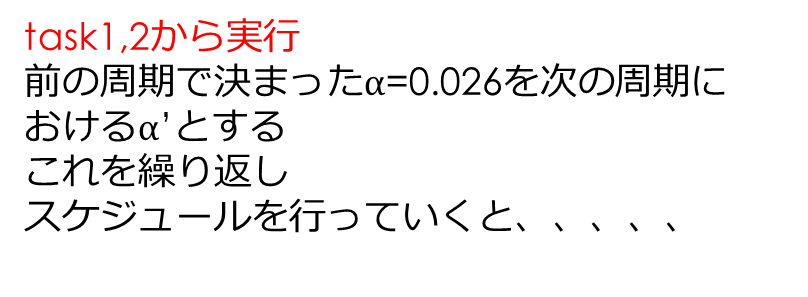 task1,2から実行
前の周期で決まったα=0.026を次の周期に
おけるα’とする
これを繰り返し
スケジュールを行っていくと、、、、、